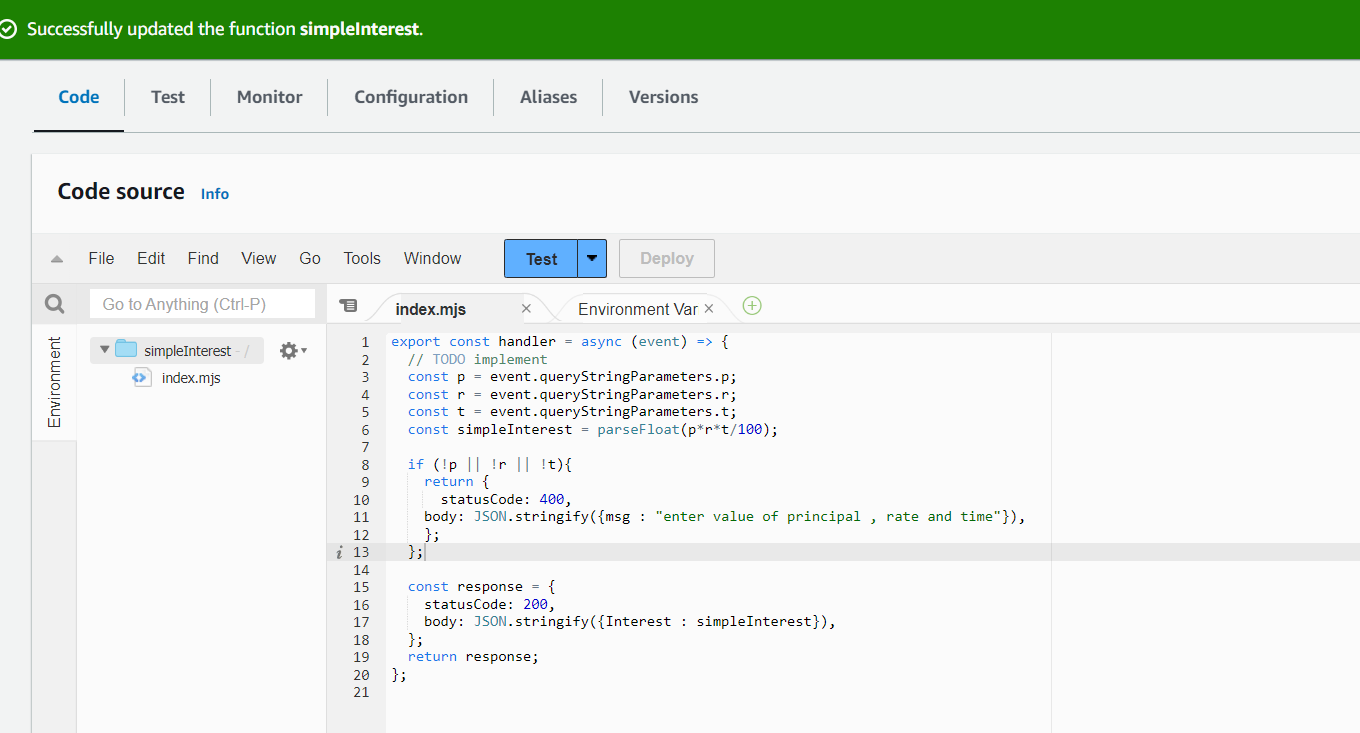 Successfully updated the function simpleInterest.
Code Test Monitor Configuration Aliases Versions
Code source Info
File Edit Find View Go Tools Window Test Deploy
Go to Anything (Ctrl-P)
index.mjs × Environment Var ×
Environment
simpleInterest - /
index.mjs
1 export const handler = async (event) => {
2 // TODO implement
3 const p = event.queryStringParameters.p;
4 const r = event.queryStringParameters.r;
5 const t = event.queryStringParameters.t;
6 const simpleInterest = parseFloat(p*r*t/100);
7
8 if (!p || !r || !t){
9 return {
10 statusCode: 400,
11 body: JSON.stringify({msg : "enter value of principal , rate and time"}),
12 };
i 13 };
14
15 const response = {
16 statusCode: 200,
17 body: JSON.stringify({Interest : simpleInterest}),
18 };
19 return response;
20 };
21